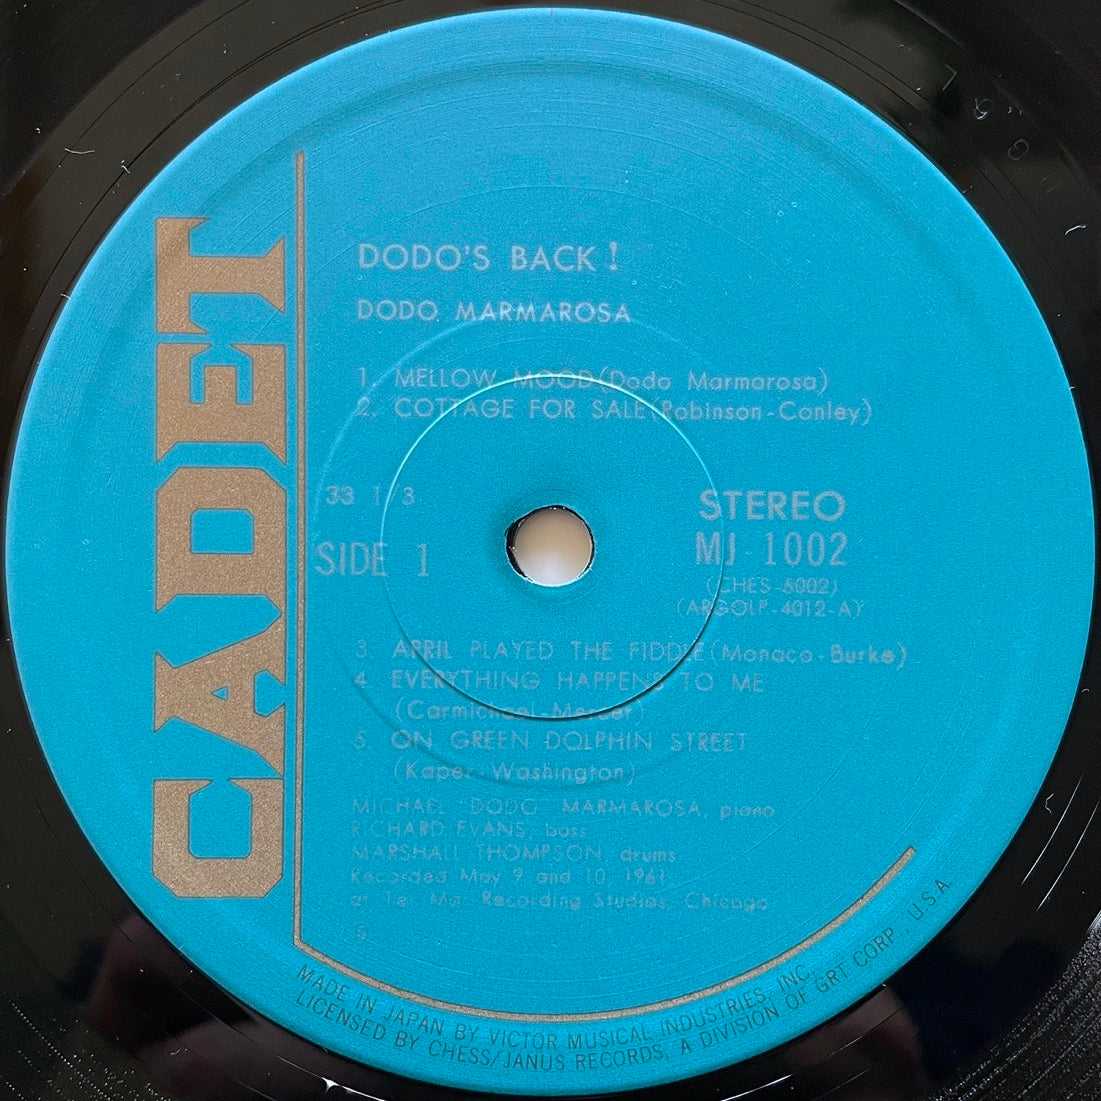 CADET
DODO'S BACK!
DODO MARMAROSA
1. MELLOW MOOD (Dodo Marmarosa)
2. COTTAGE FOR SALE (Robinson-Conley)
33 1/3
SIDE 1
STEREO
MJ-1002
(CHES-5002)
(ARGOLP-4012-A)
3 APRIL PLAYED THE FIDDLE (Monaco-Burke)
4 EVERYTHING HAPPENS TO ME
(Carmichael-Mercer)
5 ON GREEN DOLPHIN STREET
(Kaper Washington)
MICHAEL "DODO" MARMAROSA, piano
RICHARD EVANS, bass
MARSHALL THOMPSON, drums
Recorded May 9 and 10, 1961
at Ter Mar Recording Studios, Chicago
MADE IN JAPAN BY VICTOR MUSICAL INDUSTRIES, INC.
LICENSED BY CHESS/JANUS RECORDS, A DIVISION OF GRT CORP., U.S.A.